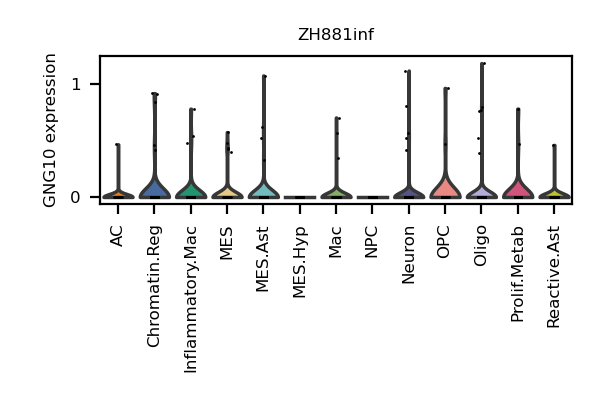 ZH881inf
GNG10 expression
1
0
AC
Chromatin.Reg
Inflammatory.Mac
MES
MES.Ast
MES.Hyp
Mac
NPC
Neuron
OPC
Oligo
Prolif.Metab
Reactive.Ast